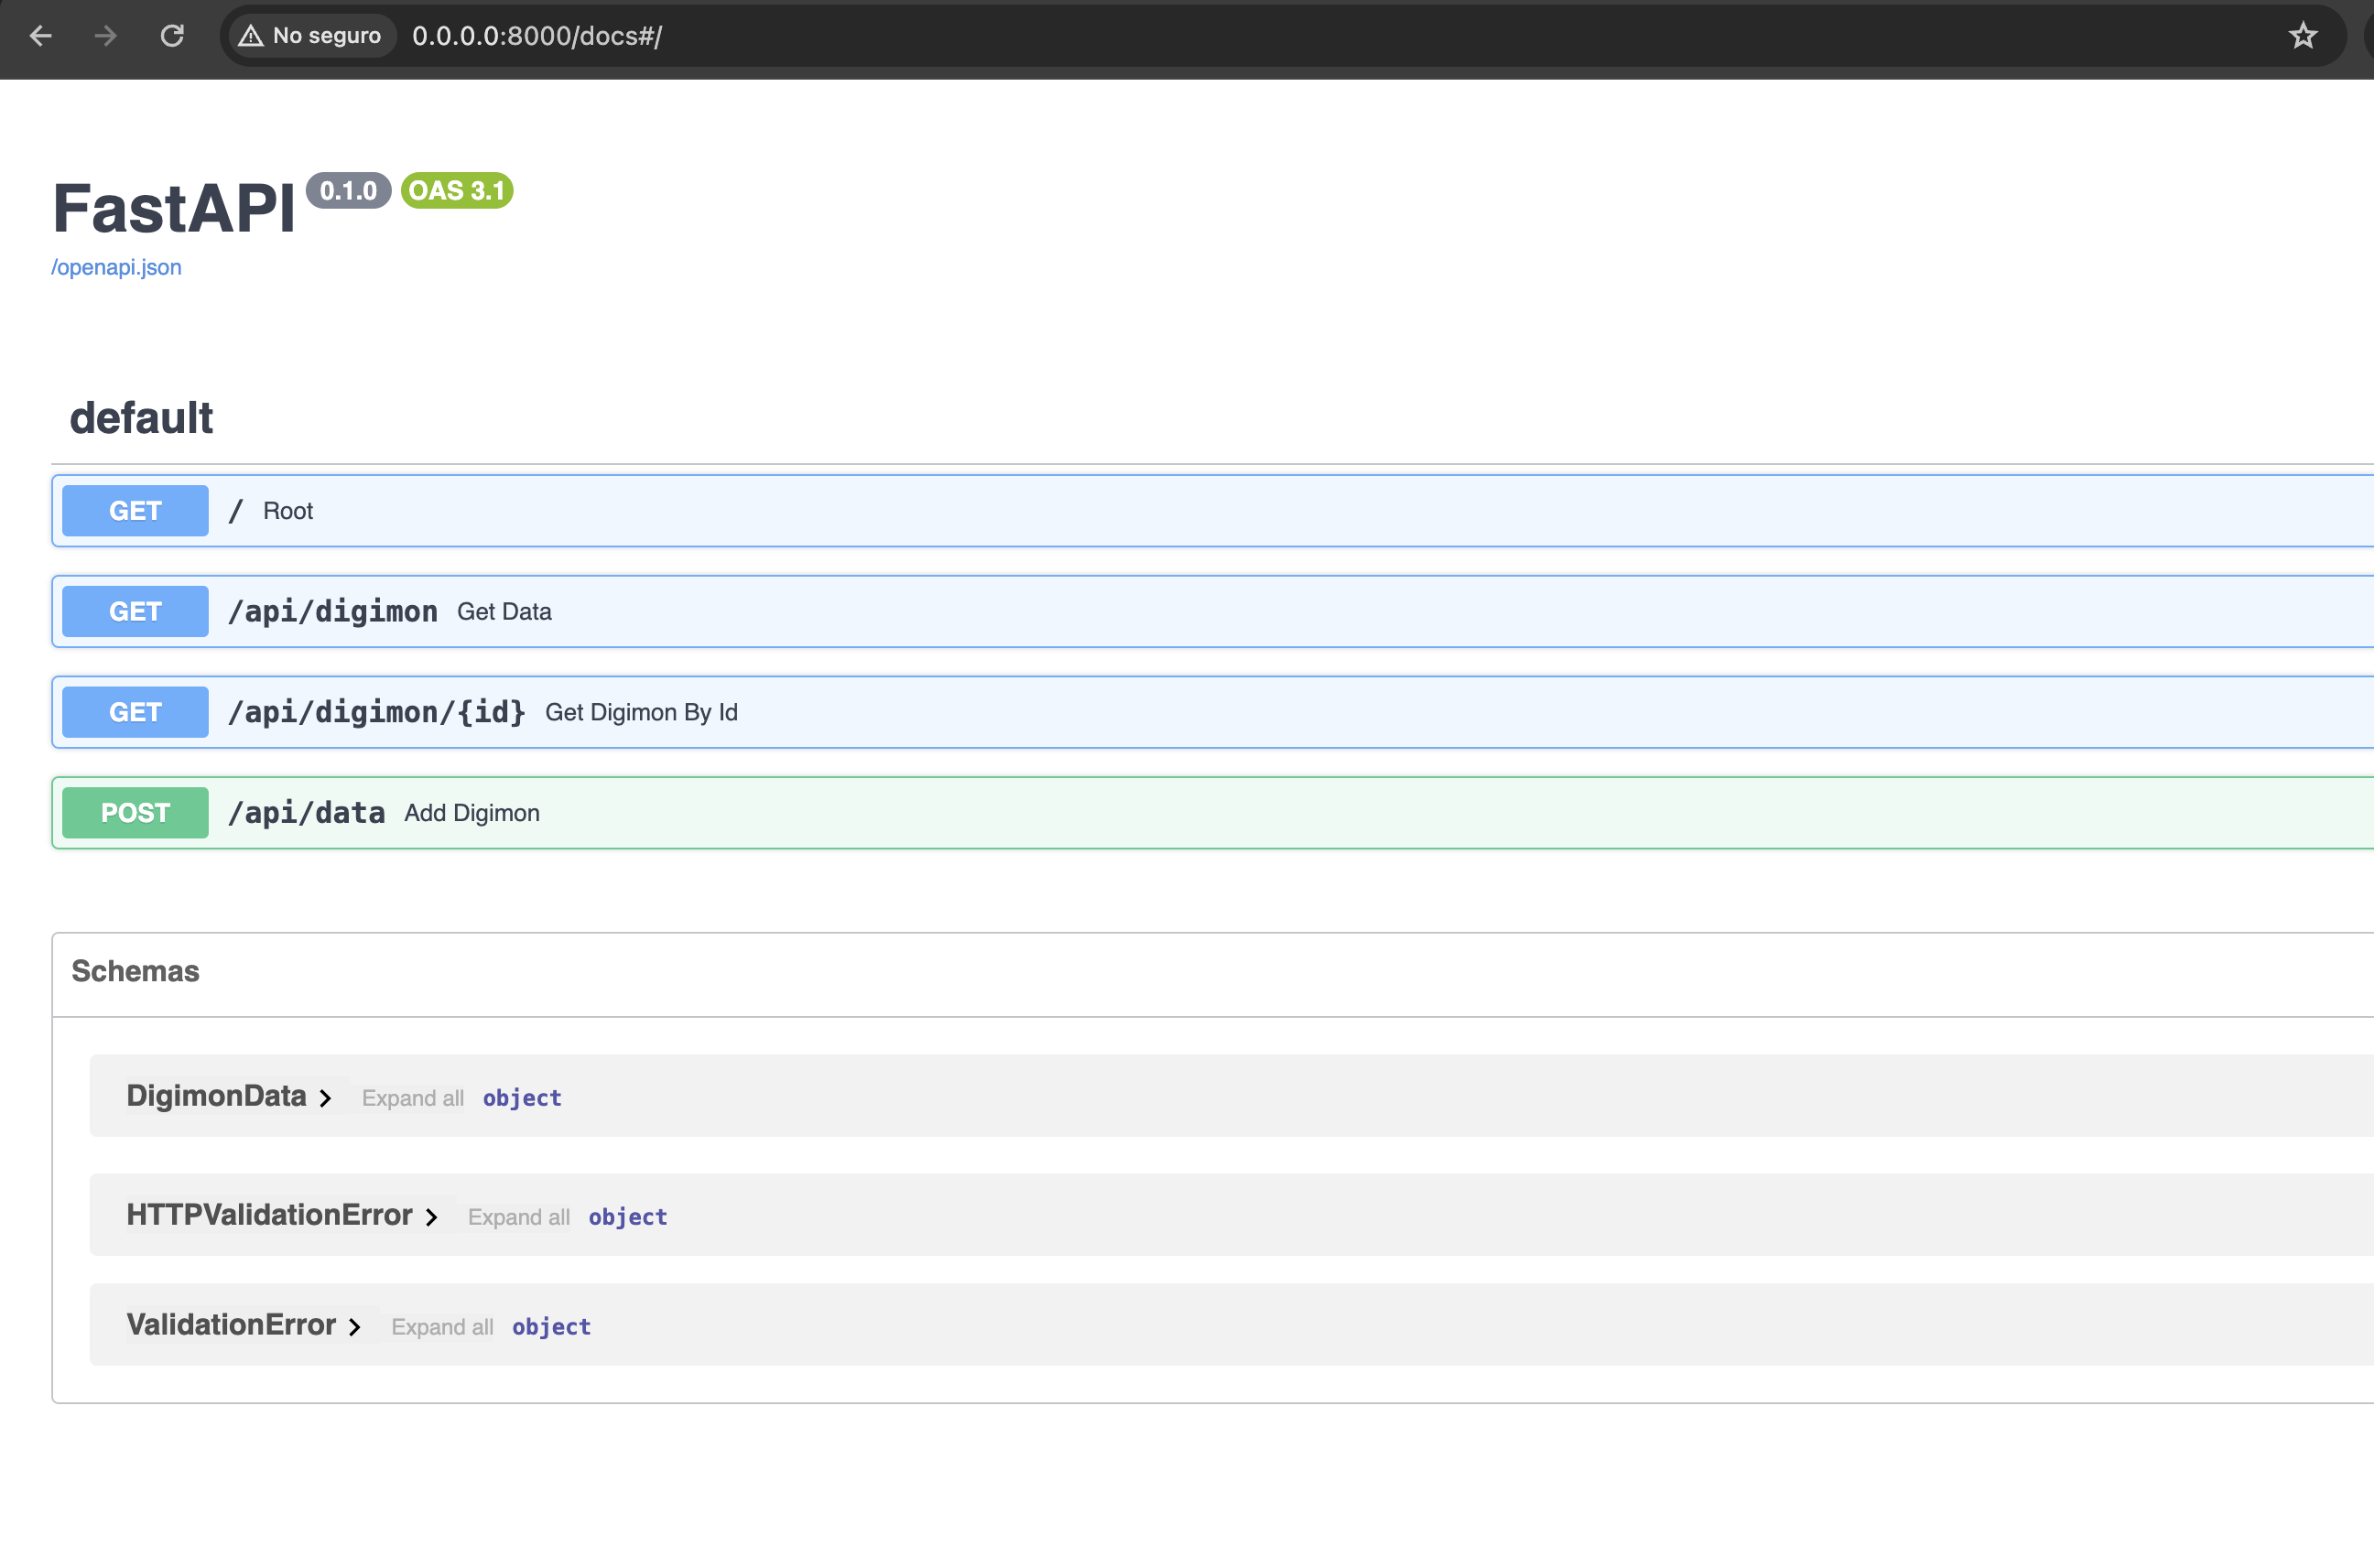 No seguro 0.0.0.0:8000/docs#/
FastAPI 0.1.0 OAS 3.1
/openapi.json
default
GET / Root
GET /api/digimon Get Data
GET /api/digimon/{id} Get Digimon By Id
POST /api/data Add Digimon
Schemas
DigimonData Expand all object
HTTPValidationError Expand all object
ValidationError Expand all object